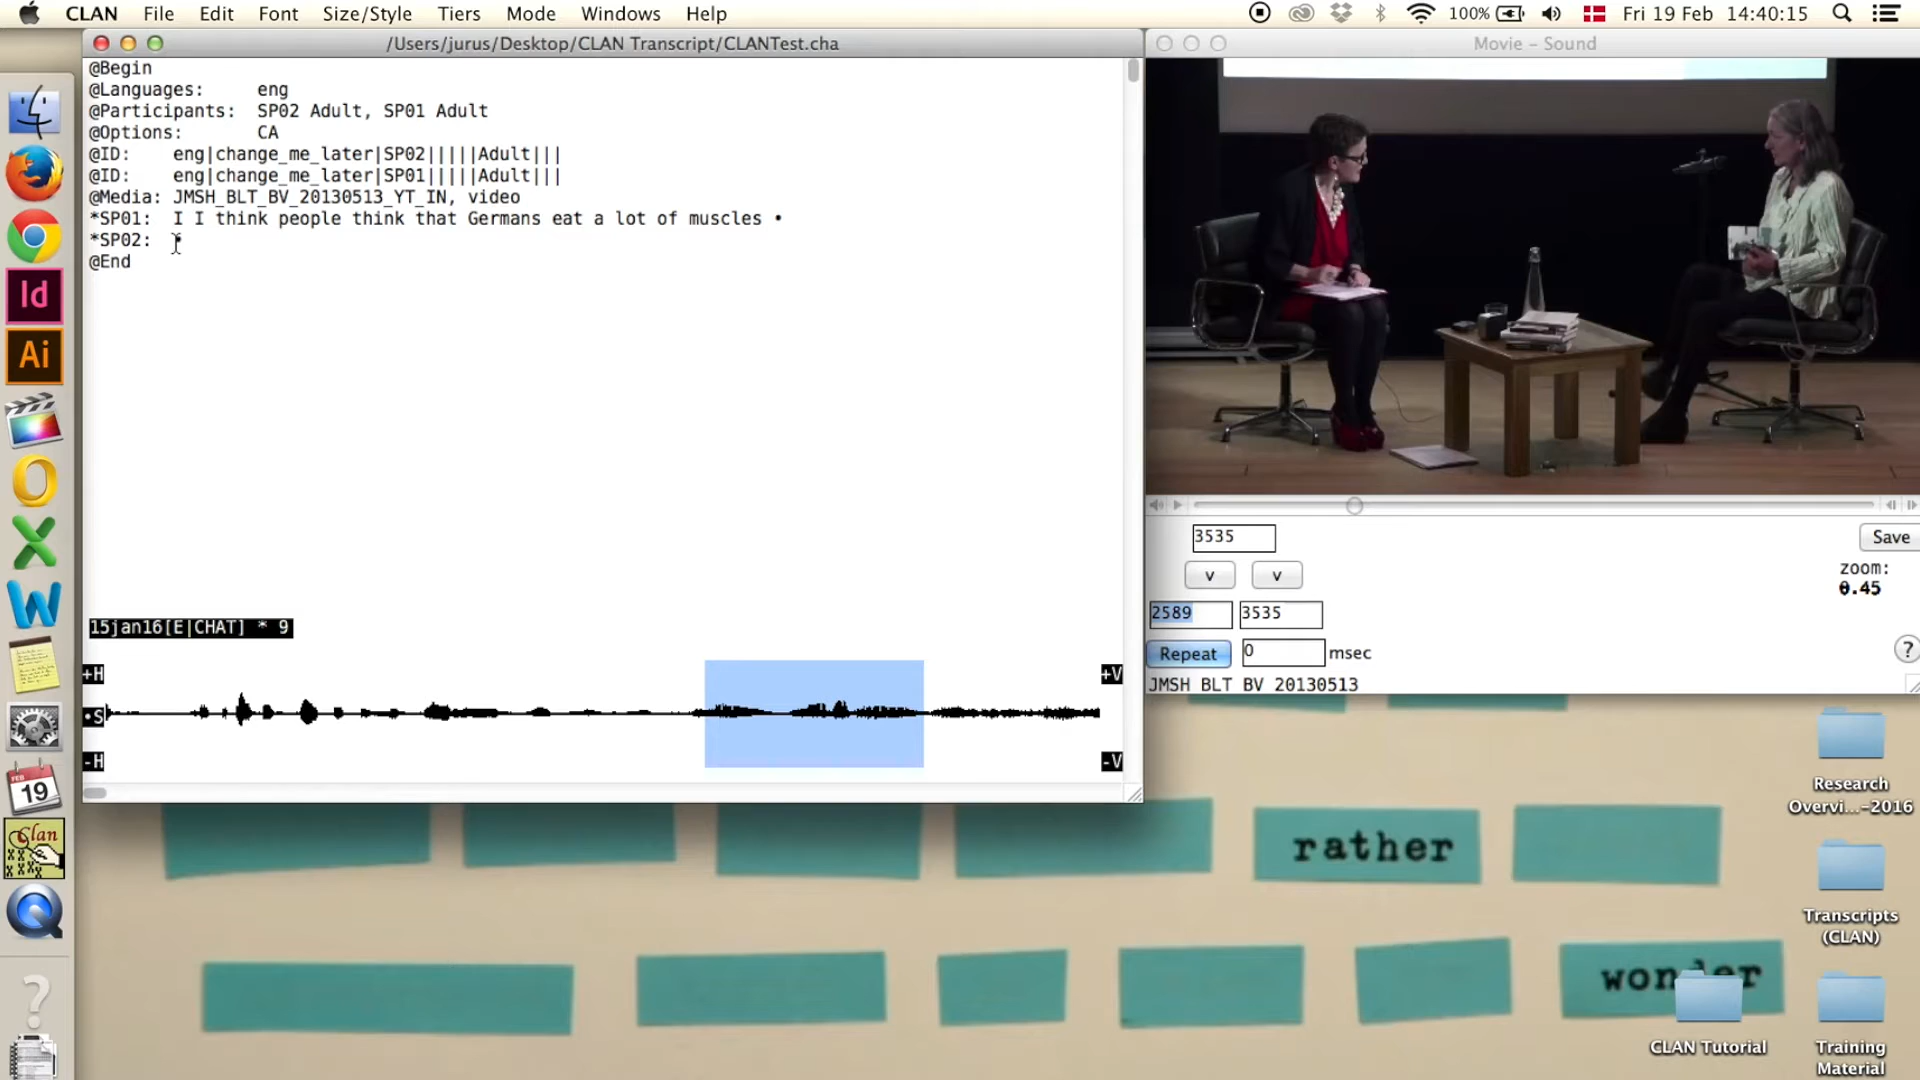 CLAN File Edit Font Size/Style Tiers Mode Windows Help 100% Fri 19 Feb 14:40:15
/Users/jurus/Desktop/CLAN Transcript/CLANTest.cha
Movie – Sound
@Begin
@Languages: eng
@Participants: SP02 Adult, SP01 Adult
@Options: CA
@ID: eng|change_me_later|SP02|||||Adult|||
@ID: eng|change_me_later|SP01|||||Adult|||
@Media: JMSH_BLT_BV_20130513_YT_IN, video
*SP01: I I think people think that Germans eat a lot of muscles •
*SP02: •
@End
15jan16[E|CHAT] * 9
+H
+V
•S
-H
-V
3535
Save
v v
zoom:
0.45
2589 3535
Repeat 0 msec
?
JMSH BLT BV 20130513
Id
Ai
FEB
19
Clan
?
rather
wonder
Research
Overvi...-2016
Transcripts
(CLAN)
CLAN Tutorial
Training
Material